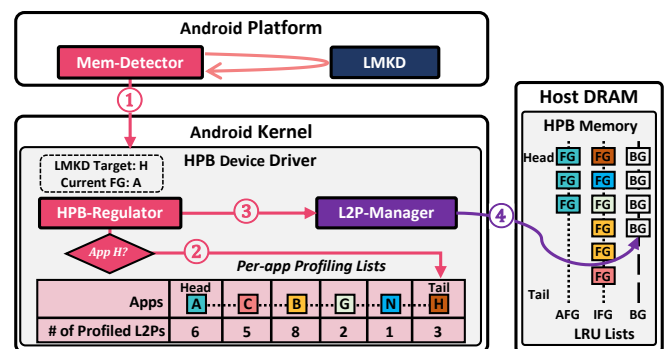 Android Platform
Mem-Detector
LMKD
①
Android Kernel
HPB Device Driver
LMKD Target: H
Current FG: A
HPB-Regulator
③
L2P-Manager
④
App H?
②
Per-app Profiling Lists
Head
Tail
Apps
A C B G N H
# of Profiled L2Ps
6 5 8 2 1 3
Host DRAM
HPB Memory
Head
FG FG BG
FG FG BG
FG FG BG
FG BG
FG
FG
Tail
AFG IFG BG
LRU Lists